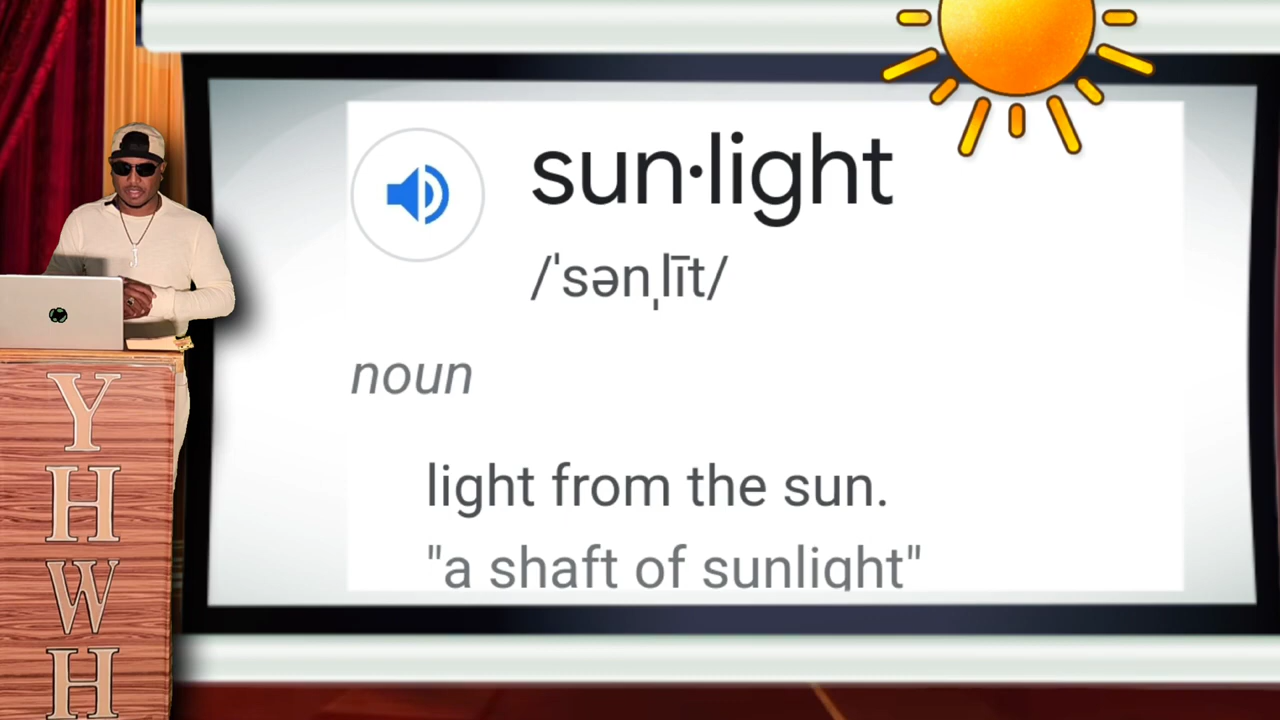 sun·light
/ˈsənˌlīt/
noun
light from the sun.
"a shaft of sunlight"
Y
H
W
H